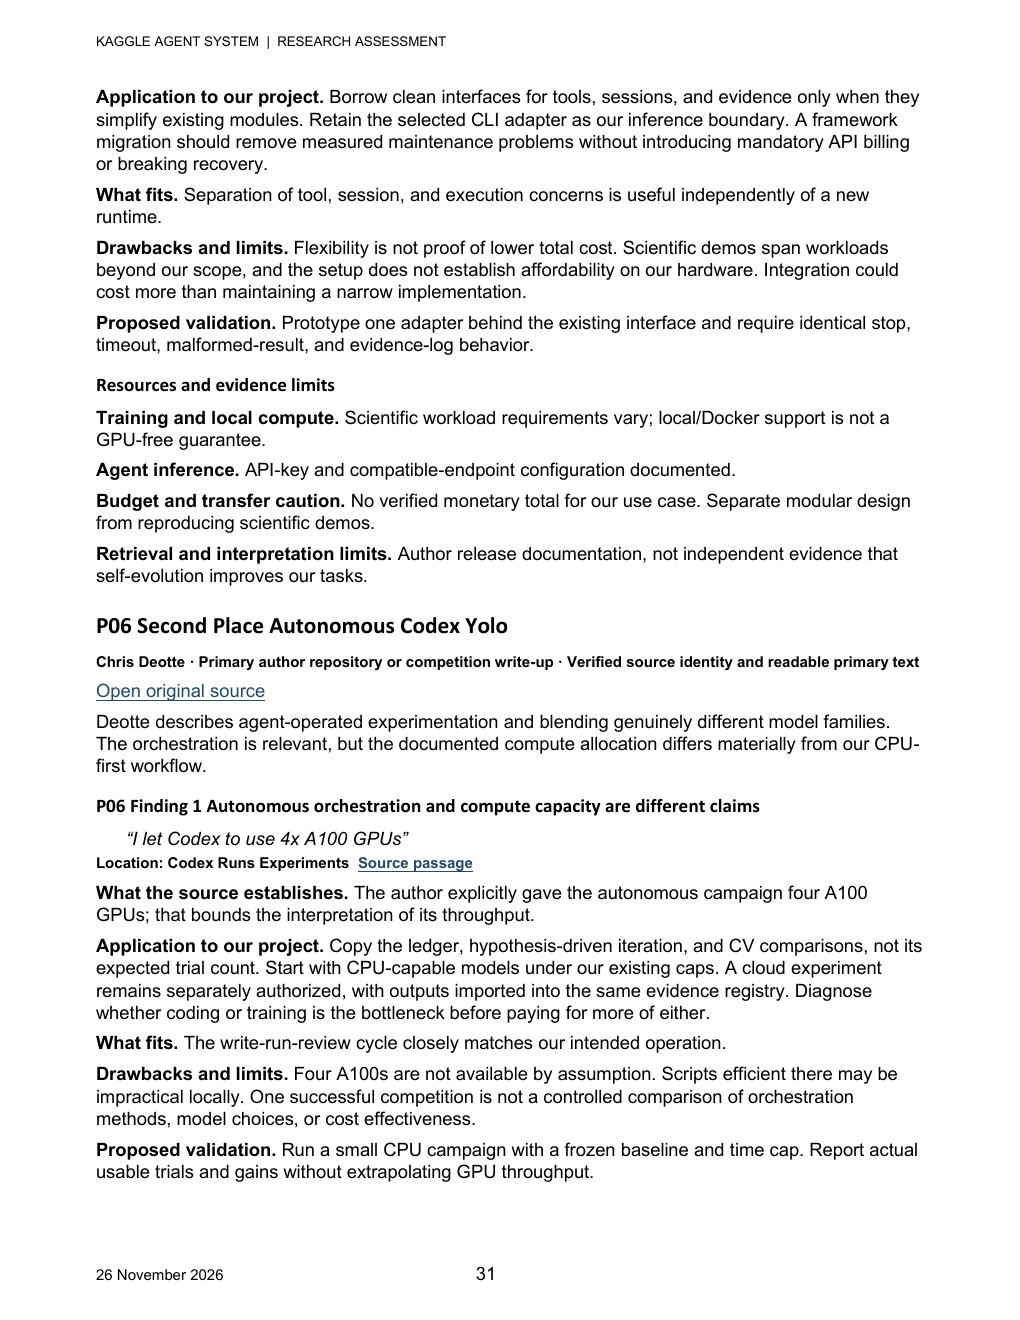 KAGGLE AGENT SYSTEM | RESEARCH ASSESSMENT
Application to our project. Borrow clean interfaces for tools, sessions, and evidence only when they
simplify existing modules. Retain the selected CLI adapter as our inference boundary. A framework
migration should remove measured maintenance problems without introducing mandatory API billing
or breaking recovery.
What fits. Separation of tool, session, and execution concerns is useful independently of a new
runtime.
Drawbacks and limits. Flexibility is not proof of lower total cost. Scientific demos span workloads
beyond our scope, and the setup does not establish affordability on our hardware. Integration could
cost more than maintaining a narrow implementation.
Proposed validation. Prototype one adapter behind the existing interface and require identical stop,
timeout, malformed-result, and evidence-log behavior.
Resources and evidence limits
Training and local compute. Scientific workload requirements vary; local/Docker support is not a
GPU-free guarantee.
Agent inference. API-key and compatible-endpoint configuration documented.
Budget and transfer caution. No verified monetary total for our use case. Separate modular design
from reproducing scientific demos.
Retrieval and interpretation limits. Author release documentation, not independent evidence that
self-evolution improves our tasks.
P06 Second Place Autonomous Codex Yolo
Chris Deotte · Primary author repository or competition write-up · Verified source identity and readable primary text
Open original source
Deotte describes agent-operated experimentation and blending genuinely different model families.
The orchestration is relevant, but the documented compute allocation differs materially from our CPU-
first workflow.
P06 Finding 1 Autonomous orchestration and compute capacity are different claims
“I let Codex to use 4x A100 GPUs”
Location: Codex Runs Experiments Source passage
What the source establishes. The author explicitly gave the autonomous campaign four A100
GPUs; that bounds the interpretation of its throughput.
Application to our project. Copy the ledger, hypothesis-driven iteration, and CV comparisons, not its
expected trial count. Start with CPU-capable models under our existing caps. A cloud experiment
remains separately authorized, with outputs imported into the same evidence registry. Diagnose
whether coding or training is the bottleneck before paying for more of either.
What fits. The write-run-review cycle closely matches our intended operation.
Drawbacks and limits. Four A100s are not available by assumption. Scripts efficient there may be
impractical locally. One successful competition is not a controlled comparison of orchestration
methods, model choices, or cost effectiveness.
Proposed validation. Run a small CPU campaign with a frozen baseline and time cap. Report actual
usable trials and gains without extrapolating GPU throughput.
26 November 2026 31